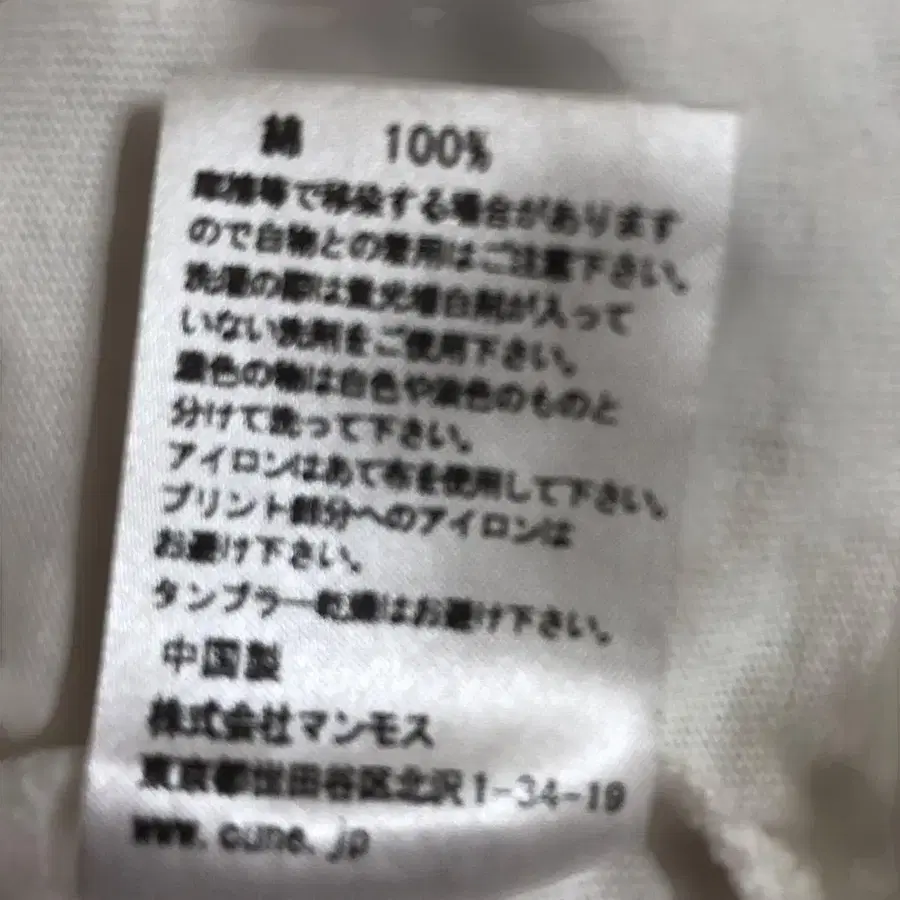 綿 100%
摩擦等で移染する場合があります
ので白物との着用はご注意下さい。
洗濯の際は蛍光増白剤が入って
いない洗剤をご使用下さい。
濃色の物は白色や淡色のものと
分けて洗って下さい。
アイロンはあて布を使用して下さい。
プリント部分へのアイロンは
お避け下さい。
タンブラー乾燥はお避け下さい。
中国製
株式会社マンモス
東京都世田谷区北沢1-34-19
www.cune.jp